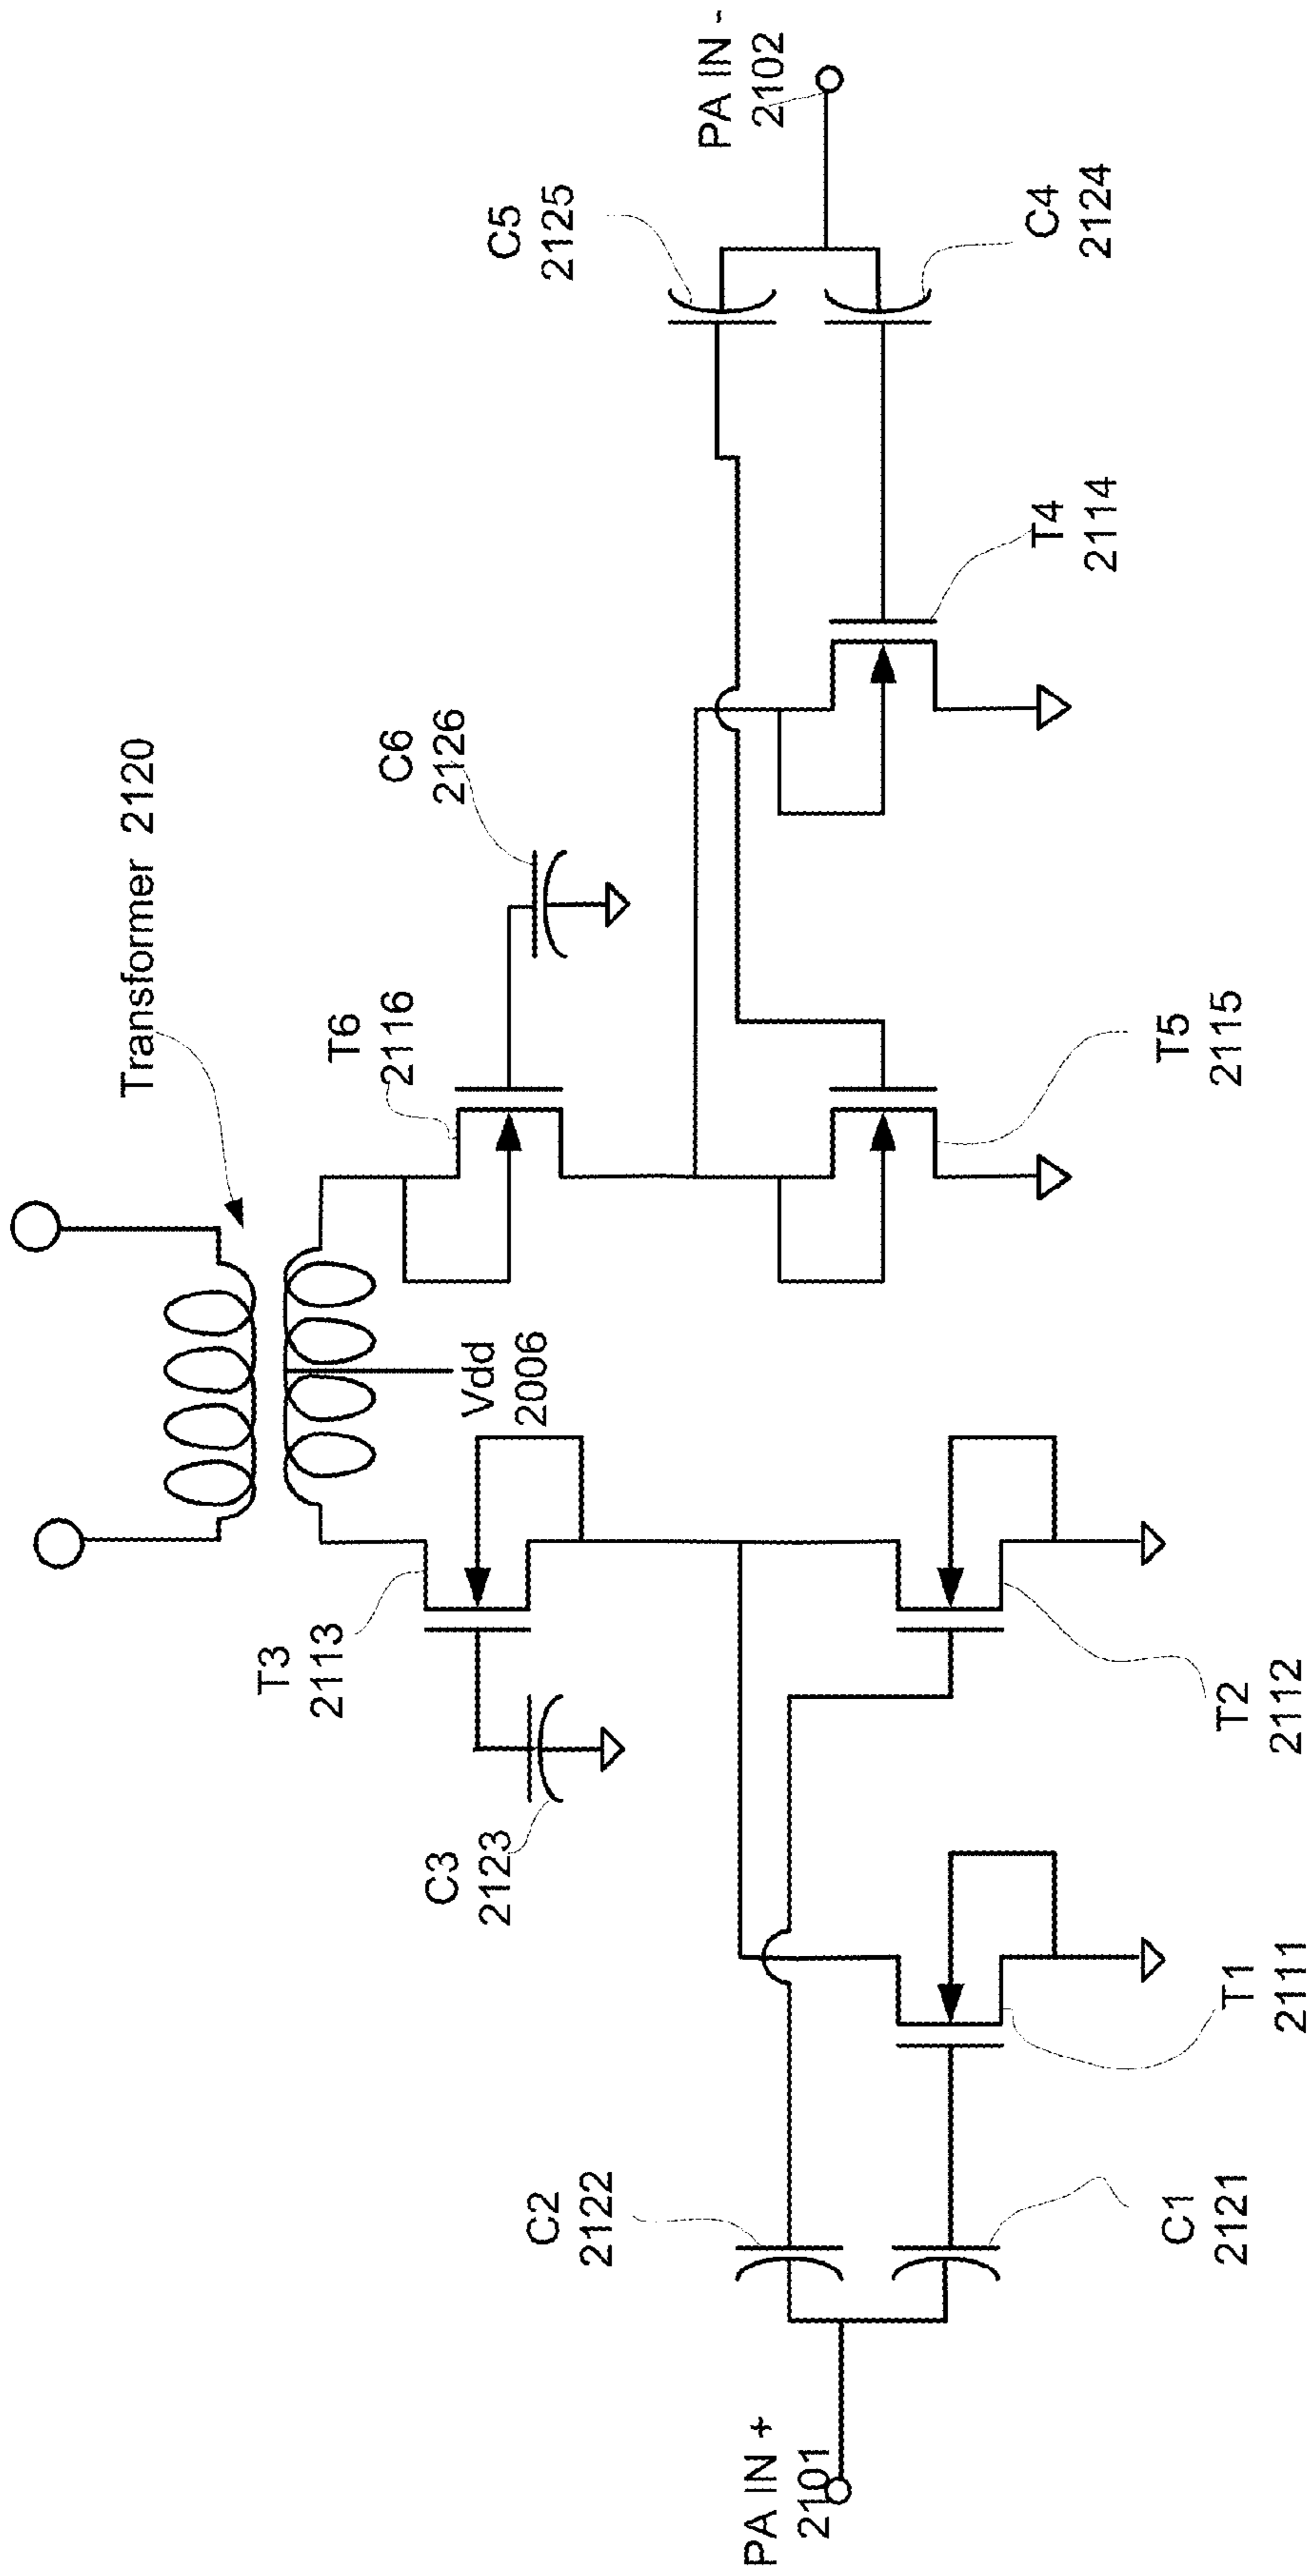 Transformer 2120
PA IN -
2102
C5
2125
C4
2124
C6
2126
T6
2116
T4
2114
T5
2115
Vdd
2006
T3
2113
C3
2123
T2
2112
T1
2111
C2
2122
C1
2121
PA IN +
2101